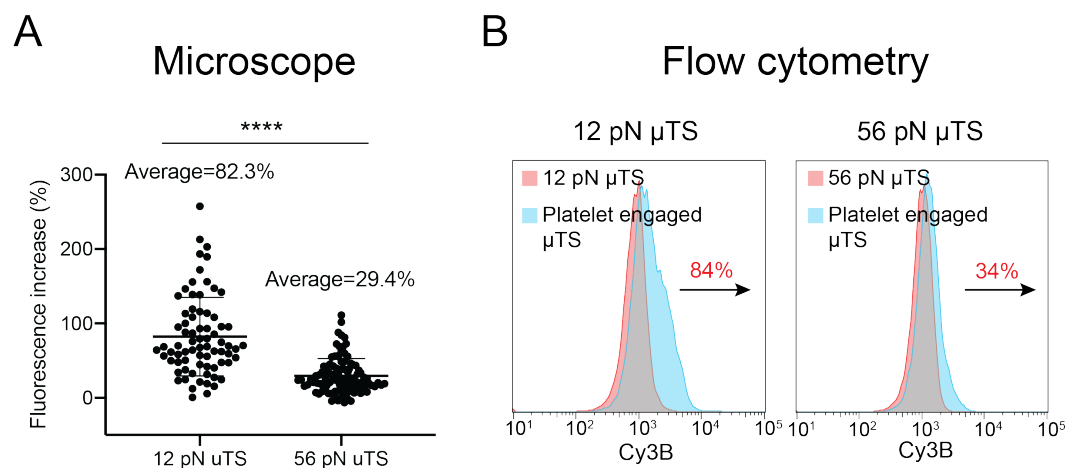 A
Microscope
****
Average=82.3%
Average=29.4%
Fluorescence increase (%)
300
200
100
0
12 pN uTS
56 pN uTS
B
Flow cytometry
12 pN µTS
12 pN µTS
Platelet engaged
µTS
84%
10¹ 10² 10³ 10⁴ 10⁵
Cy3B
56 pN µTS
56 pN µTS
Platelet engaged
µTS
34%
10¹ 10² 10³ 10⁴ 10⁵
Cy3B